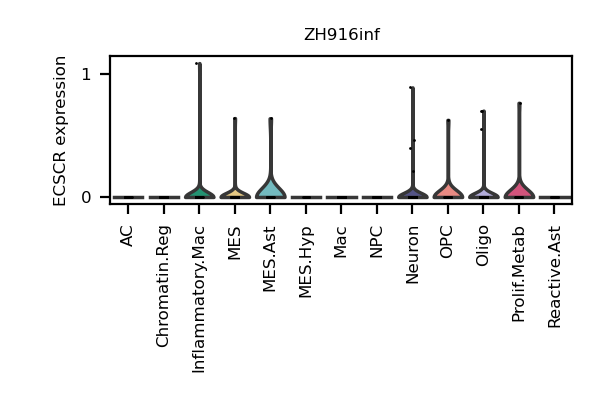 ZH916inf
ECSCR expression
1
0
AC
Chromatin.Reg
Inflammatory.Mac
MES
MES.Ast
MES.Hyp
Mac
NPC
Neuron
OPC
Oligo
Prolif.Metab
Reactive.Ast